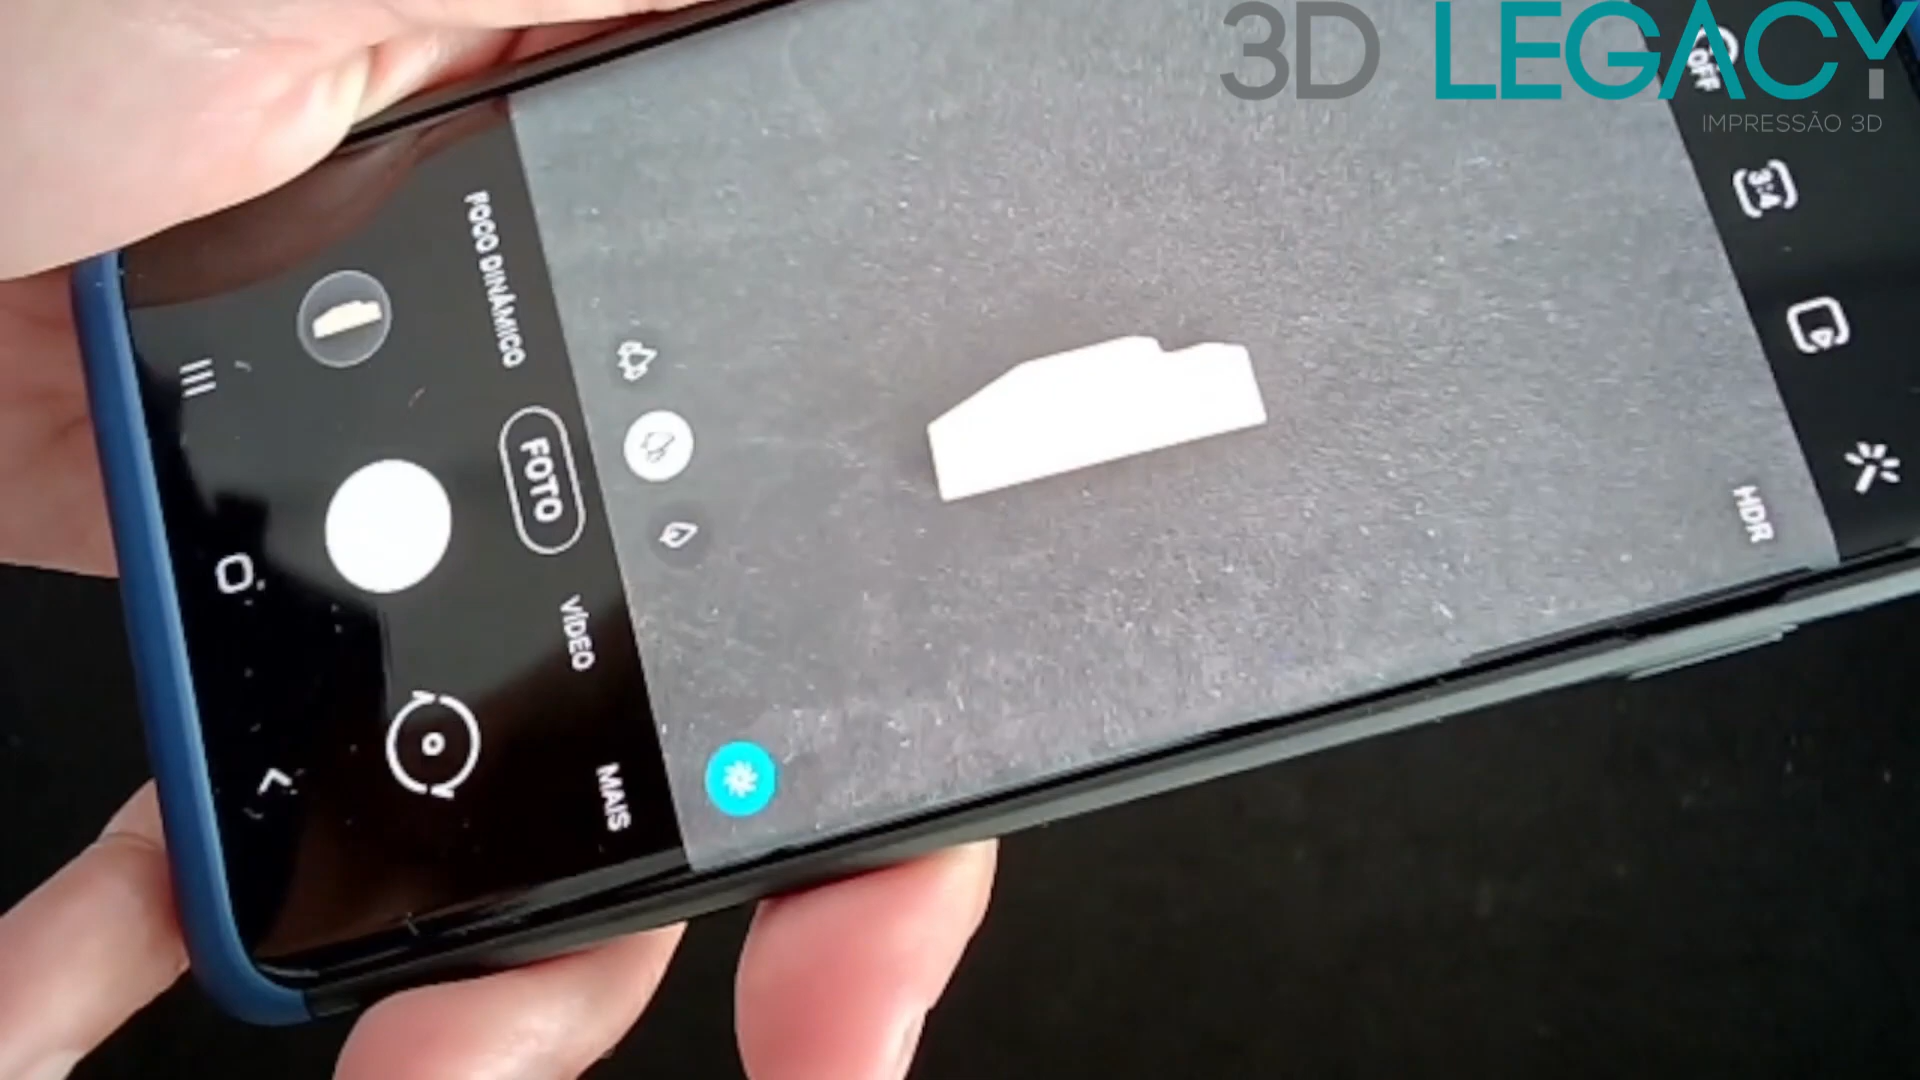 3D LEGACY
IMPRESSÃO 3D
OFF
3:4
HDR
FOCO DINÂMICO
FOTO
VÍDEO
MAIS